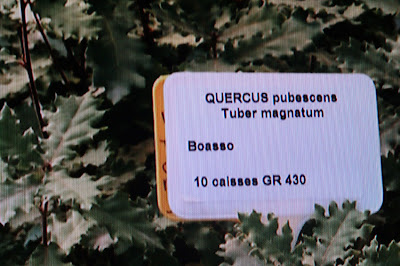 QUERCUS pubescens
Tuber magnatum
Boasso
10 caisses GR 430